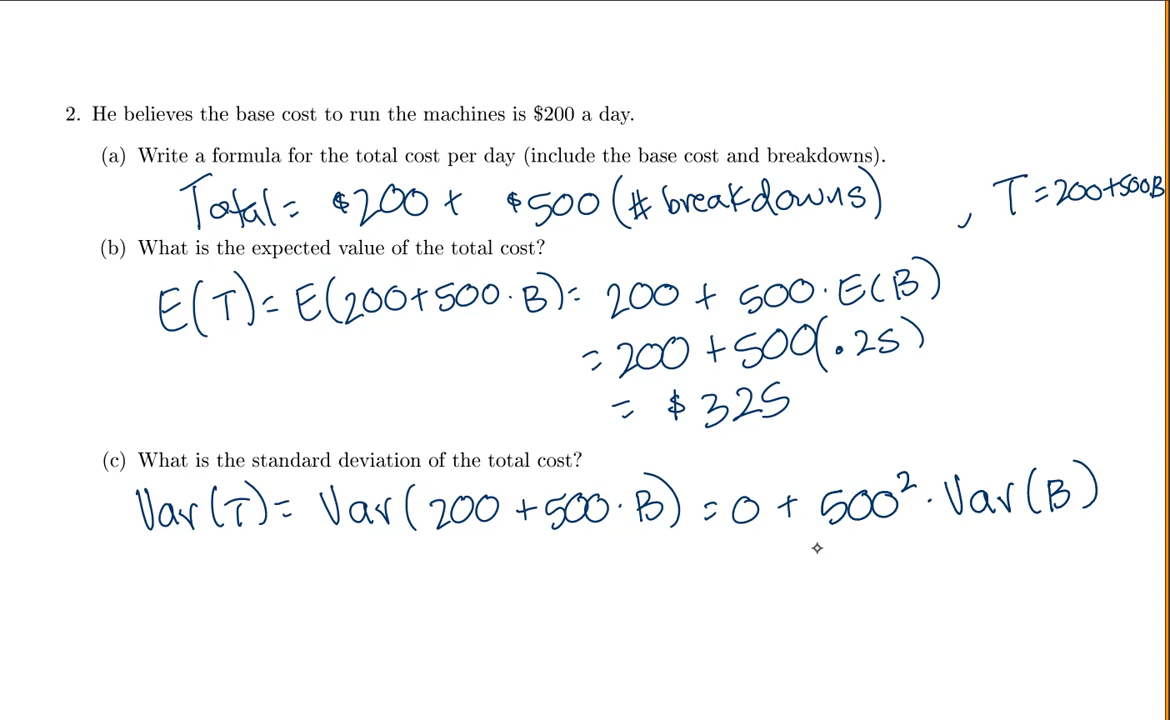 2. He believes the base cost to run the machines is $200 a day.
(a) Write a formula for the total cost per day (include the base cost and breakdowns).
Total = $200 + $500 (# breakdowns) , T = 200+500B
(b) What is the expected value of the total cost?
E(T) = E(200+500·B) = 200 + 500·E(B)
= 200 + 500(.25)
= $325
(c) What is the standard deviation of the total cost?
Var(T) = Var(200 + 500·B) = 0 + 500²·Var(B)